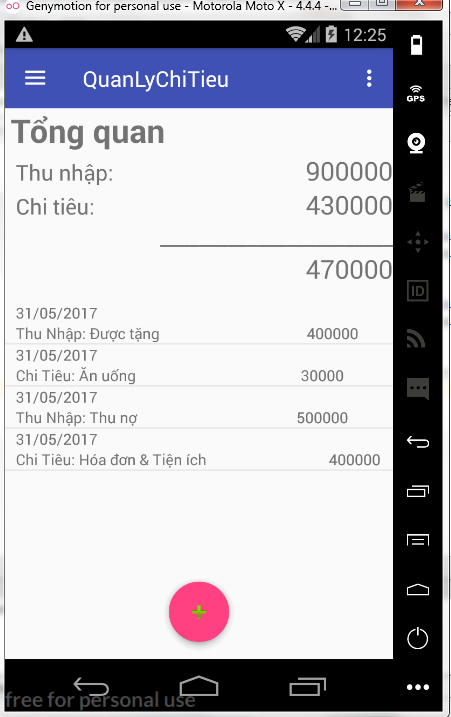 Genymotion for personal use - Motorola Moto X - 4.4.4 -...
12:25
QuanLyChiTieu
Tổng quan
Thu nhập: 900000
Chi tiêu: 430000
470000
31/05/2017
Thu Nhập: Được tặng 400000
31/05/2017
Chi Tiêu: Ăn uống 30000
31/05/2017
Thu Nhập: Thu nợ 500000
31/05/2017
Chi Tiêu: Hóa đơn & Tiện ích 400000
GPS
ID
free for personal use